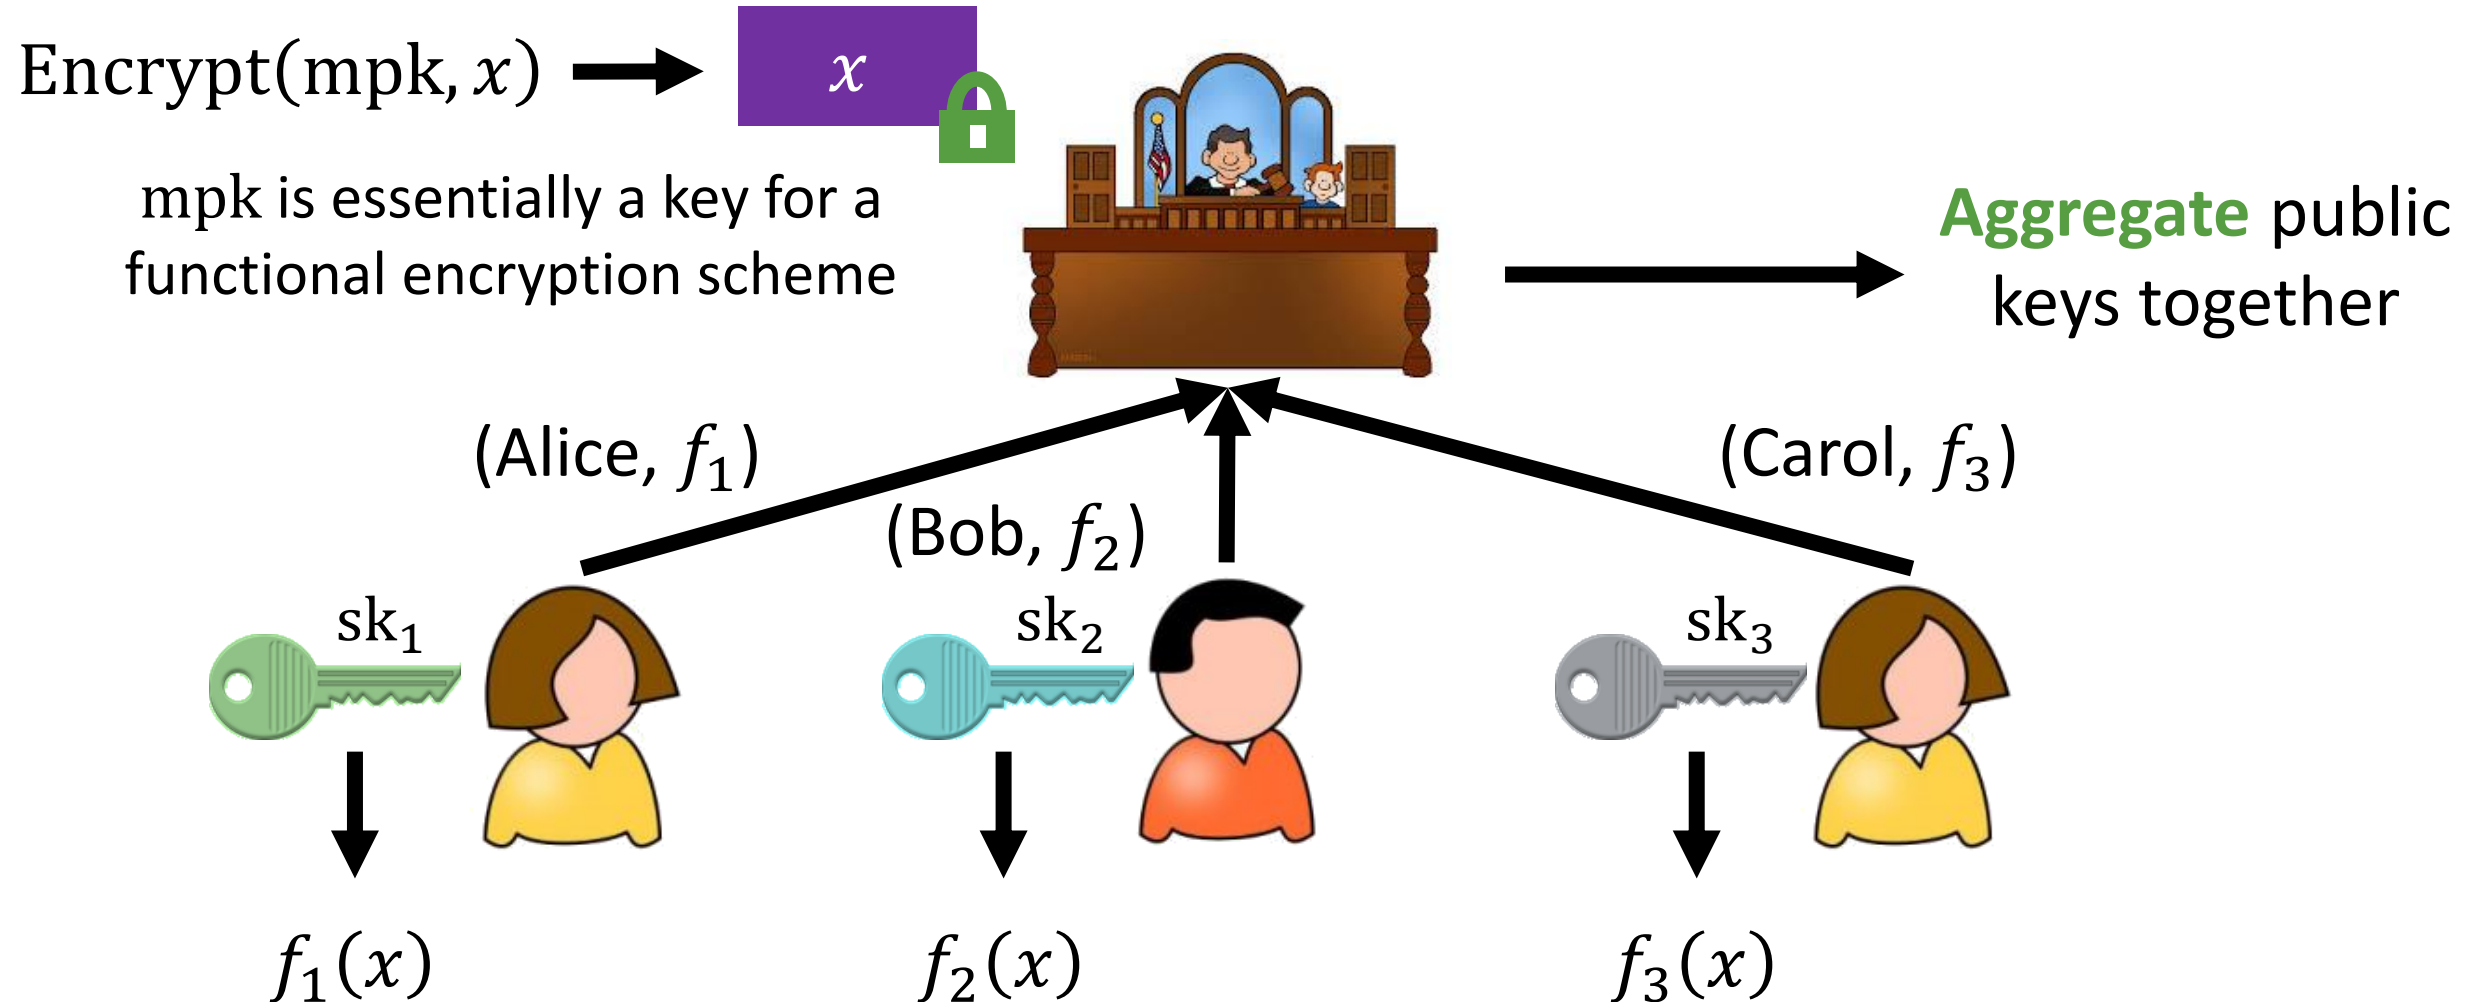 Encrypt(mpk, x)
x
mpk is essentially a key for a
functional encryption scheme
Aggregate public
keys together
(Alice, f₁)
(Bob, f₂)
(Carol, f₃)
sk₁
sk₂
sk₃
f₁(x)
f₂(x)
f₃(x)